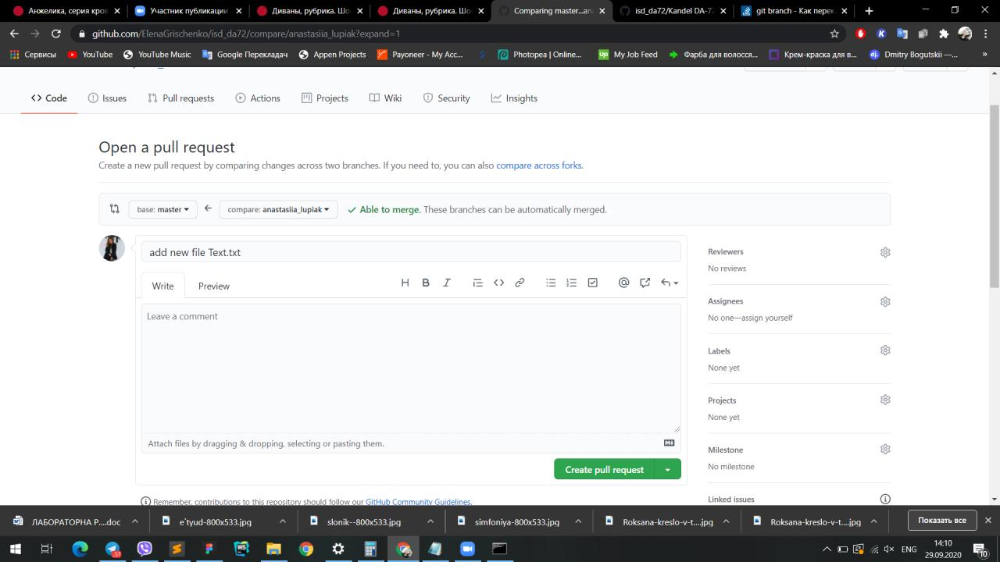 Анжелика, серия кров
Участник публикации
Диваны, рубрика. Шо
Диваны, рубрика. Шо
Comparing master...ana
isd_da72/Kandel DA-72
git branch - Как перек
github.com/ElenaGrischenko/isd_da72/compare/anastasiia_lupiak?expand=1
Сервисы
YouTube
YouTube Music
Google Перекладач
Apple Projects
Payoneer - My Acc...
Photopea | Online...
Up My Job Feed
Фарба для волосся...
Крем-краска для в...
dj. Dmitry Bogutskii —...
»
Code
Issues
Pull requests
Actions
Projects
Wiki
Security
Insights
Open a pull request
Create a new pull request by comparing changes across two branches. If you need to, you can also compare across forks.
base: master
compare: anastasiia_lupiak
Able to merge. These branches can be automatically merged.
add new file Text.txt
Write
Preview
Leave a comment
Attach files by dragging & dropping, selecting or pasting them.
Create pull request
Reviewers
No reviews
Assignees
No one—assign yourself
Labels
None yet
Projects
None yet
Milestone
No milestone
Linked issues
Remember, contributions to this repository should follow our GitHub Community Guidelines.
ЛАБОРАТОРНА Р....doc
e`tyud-800x533.jpg
slonik--800x533.jpg
simfoniya-800x533.jpg
Roksana-kreslo-v-t....jpg
Roksana-kreslo-v-t....jpg
Показать все
57
WS
ENG
14:10
29.09.2020
10